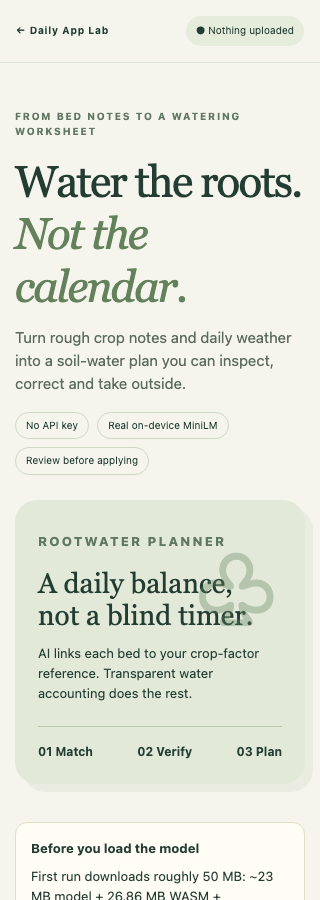 ← Daily App Lab
● Nothing uploaded
FROM BED NOTES TO A WATERING
WORKSHEET
Water the roots.
Not the
calendar.
Turn rough crop notes and daily weather
into a soil-water plan you can inspect,
correct and take outside.
No API key
Real on-device MiniLM
Review before applying
ROOTWATER PLANNER
A daily balance,
not a blind timer.
AI links each bed to your crop-factor
reference. Transparent water
accounting does the rest.
01 Match
02 Verify
03 Plan
Before you load the model
First run downloads roughly 50 MB: ~23
MB model + 26.86 MB WASM +